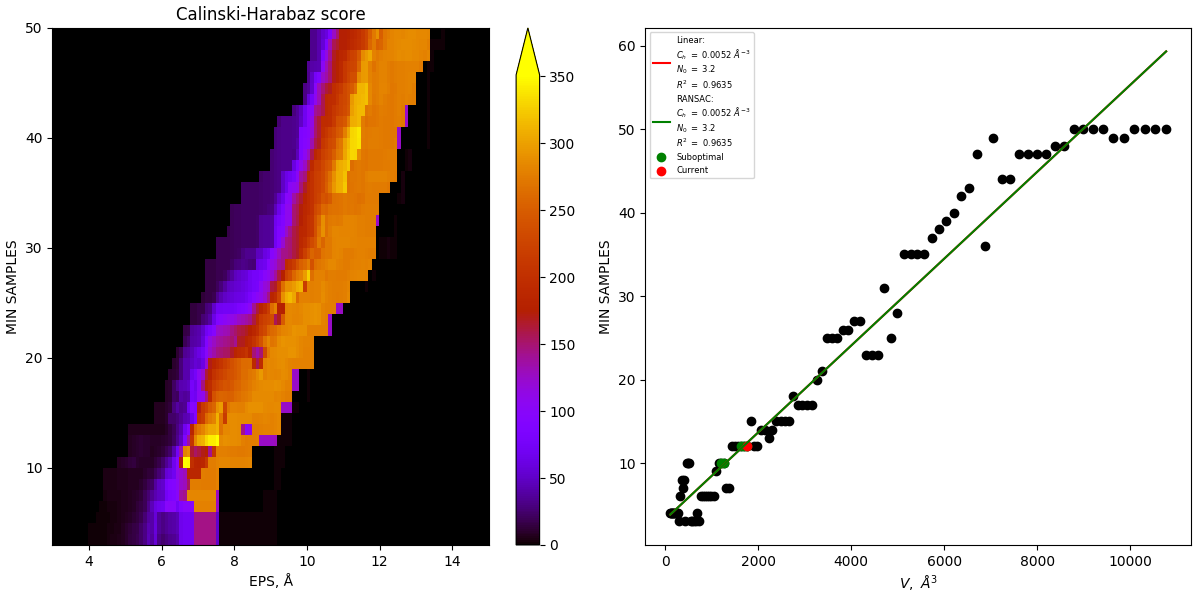 Calinski-Harabaz score
MIN SAMPLES
50
40
30
20
10
4
6
8
10
12
14
EPS, Å
350
300
250
200
150
100
50
0
MIN SAMPLES
60
50
40
30
20
10
0
2000
4000
6000
8000
10000
V, Å³
Linear:
Cₕ = 0.0052 Å⁻³
N₀ = 3.2
R² = 0.9635
RANSAC:
Cₕ = 0.0052 Å⁻³
N₀ = 3.2
R² = 0.9635
Suboptimal
Current